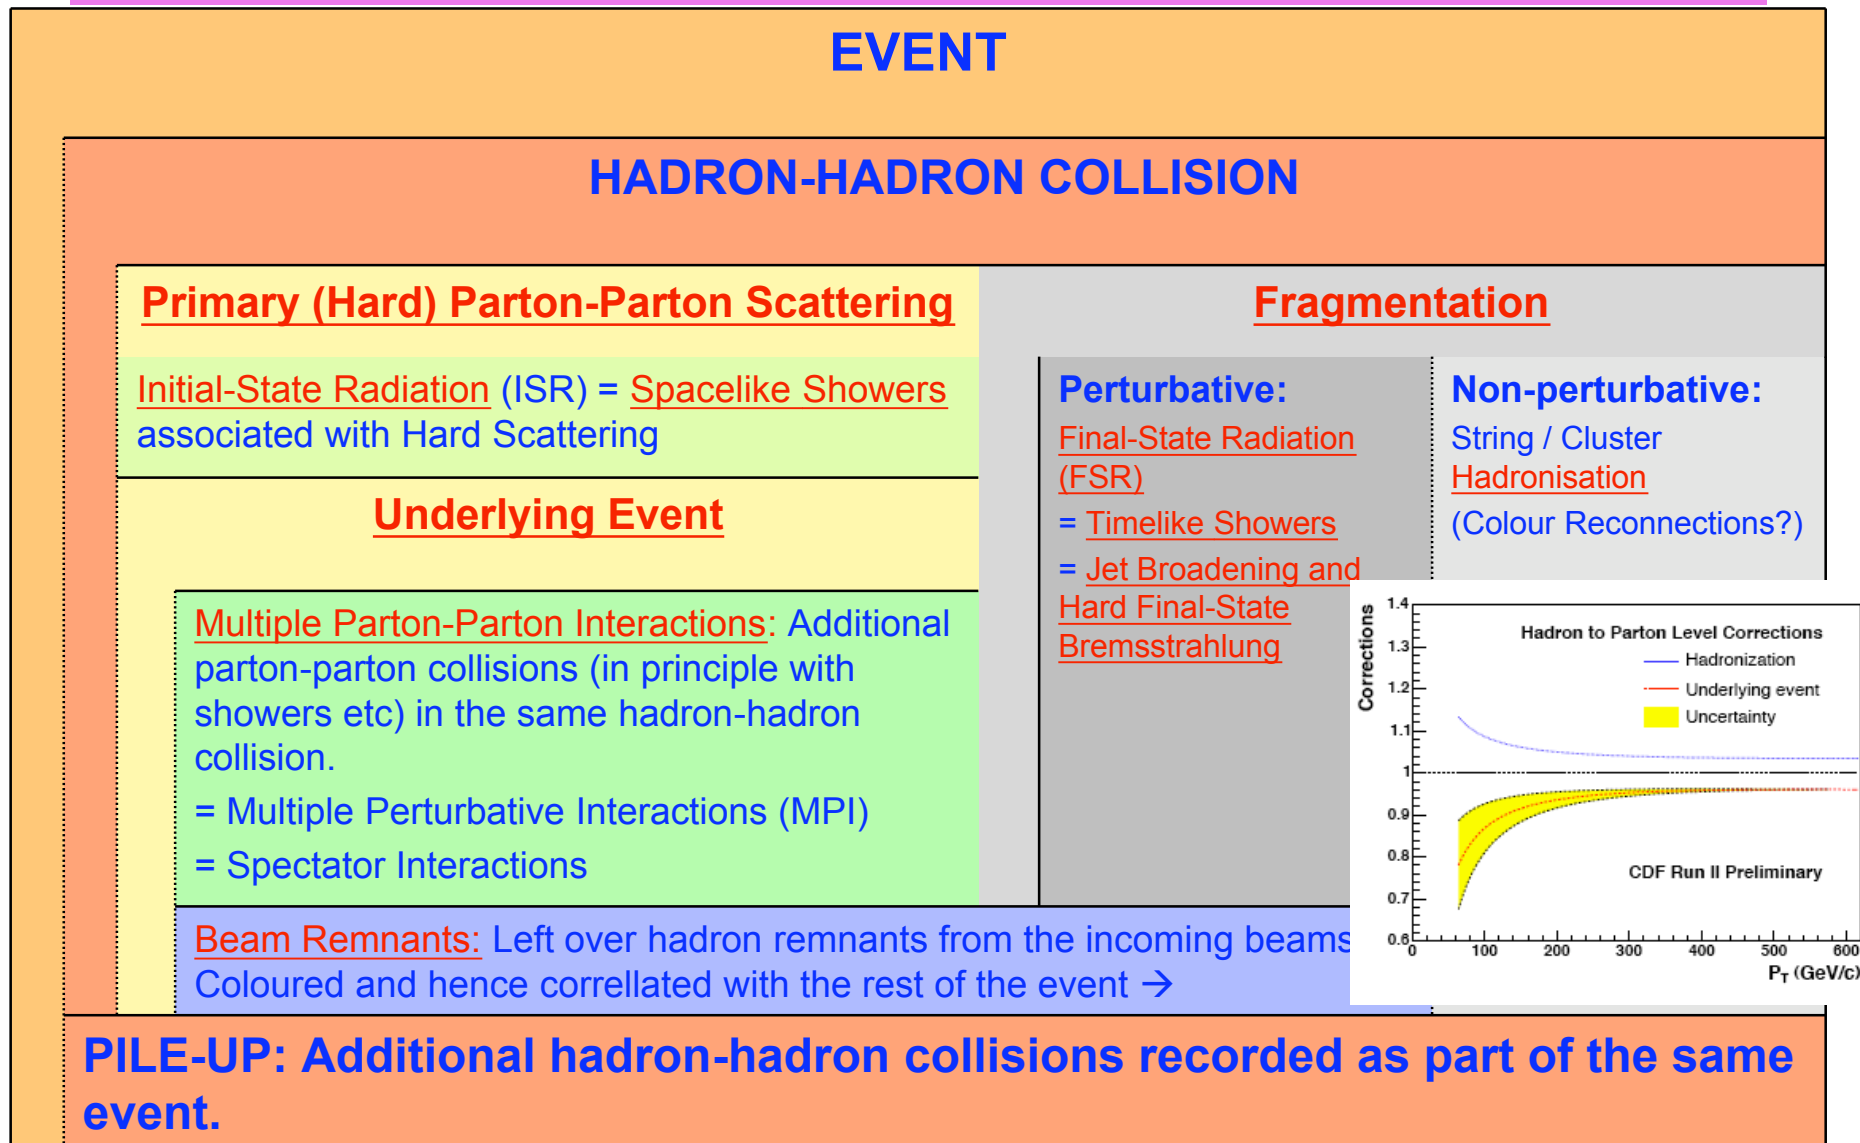 EVENT
HADRON-HADRON COLLISION
Primary (Hard) Parton-Parton Scattering
Initial-State Radiation (ISR) = Spacelike Showers
associated with Hard Scattering
Underlying Event
Multiple Parton-Parton Interactions: Additional
parton-parton collisions (in principle with
showers etc) in the same hadron-hadron
collision.
= Multiple Perturbative Interactions (MPI)
= Spectator Interactions
Beam Remnants: Left over hadron remnants from the incoming beams
Coloured and hence correllated with the rest of the event →
Fragmentation
Perturbative:
Final-State Radiation
(FSR)
= Timelike Showers
= Jet Broadening and
Hard Final-State
Bremsstrahlung
Non-perturbative:
String / Cluster
Hadronisation
(Colour Reconnections?)
Corrections
1.4
1.3
1.2
1.1
1
0.9
0.8
0.7
0.6
Hadron to Parton Level Corrections
Hadronization
Underlying event
Uncertainty
CDF Run II Preliminary
0 100 200 300 400 500 600
PT (GeV/c)
PILE-UP: Additional hadron-hadron collisions recorded as part of the same
event.